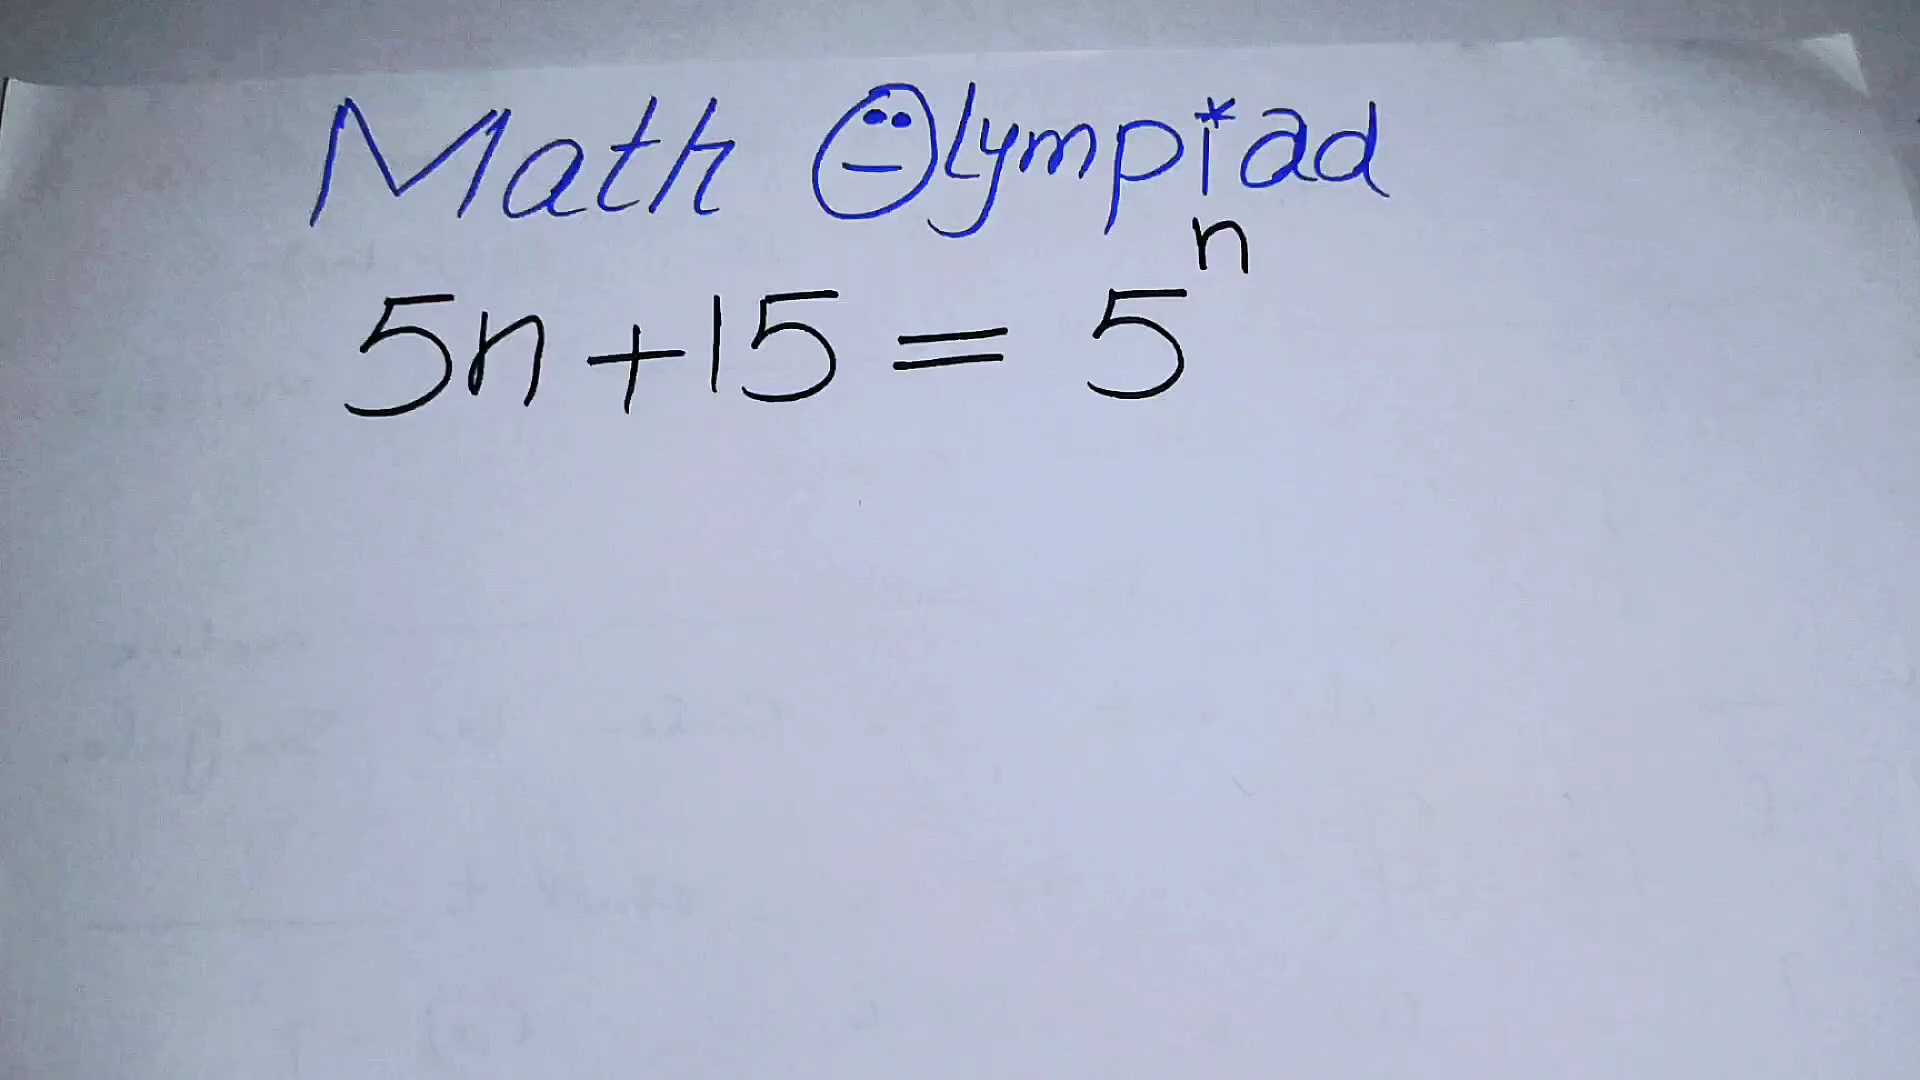 Math Olympiad
5n + 15 = 5ⁿ